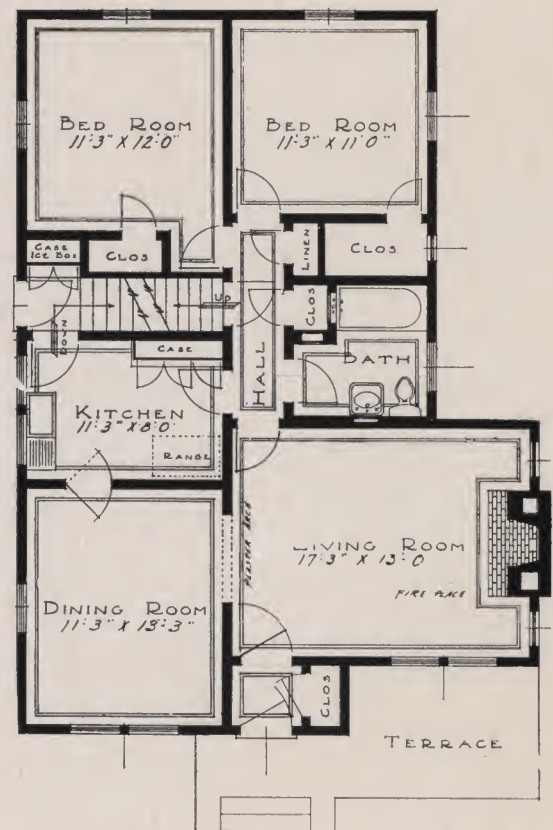 BED ROOM
11'-3" X 12'-0"
BED ROOM
11'-3" X 11'-0"
CASE
ICE BOX
CLOS
LINEN
CLOS.
UP
CLOS
DOWN
CASE
HALL
BATH
KITCHEN
11'-3" X 8'-0
RANGE
PLASTER ARCH
LIVING ROOM
17'-3" X 13'-0
FIRE PLACE
DINING ROOM
11'-3" X 13'-3"
CLOS
TERRACE